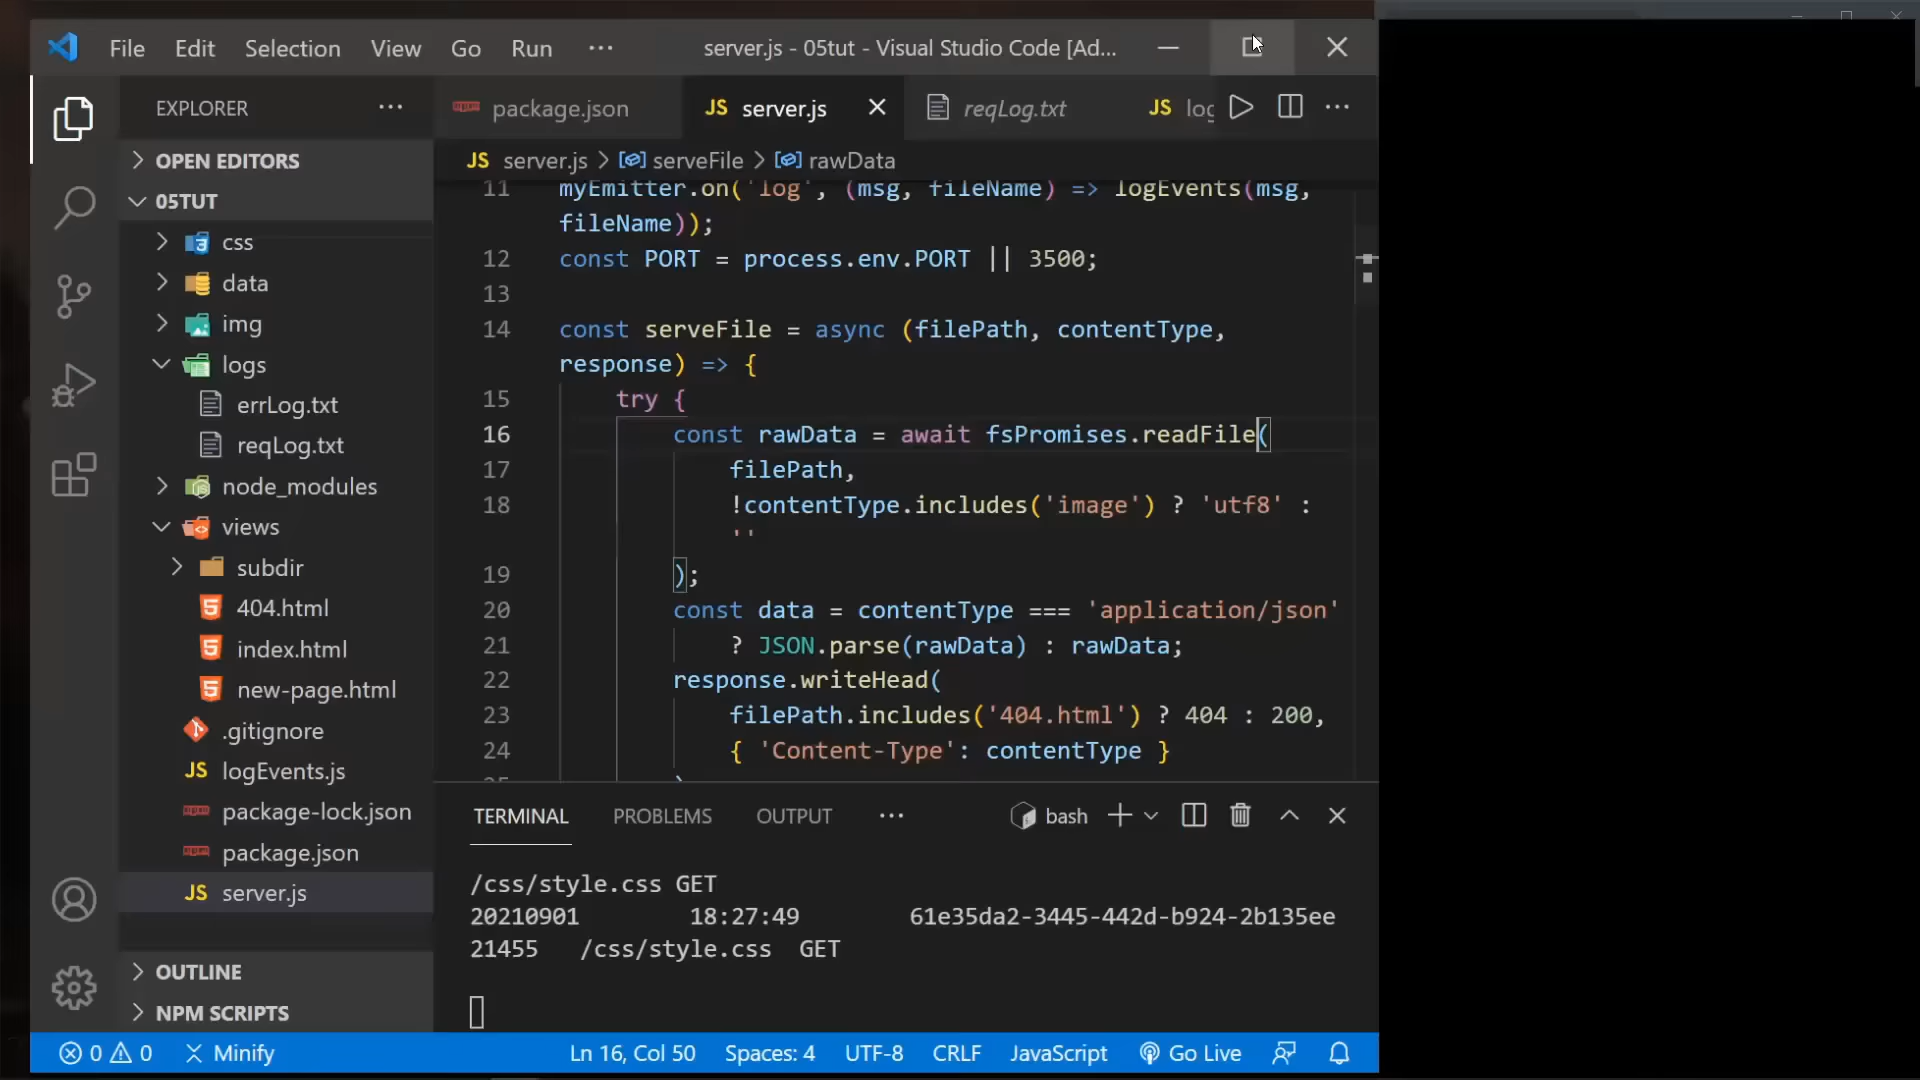 File Edit Selection View Go Run ··· server.js - 05tut - Visual Studio Code [Ad...
EXPLORER ···
package.json
JS server.js
reqLog.txt
JS log
···
OPEN EDITORS
05TUT
css
data
img
logs
errLog.txt
reqLog.txt
node_modules
views
subdir
5 404.html
5 index.html
5 new-page.html
.gitignore
JS logEvents.js
package-lock.json
package.json
JS server.js
OUTLINE
NPM SCRIPTS
JS server.js > serveFile > rawData
11 myEmitter.on('log', (msg, fileName) => logEvents(msg,
fileName));
12 const PORT = process.env.PORT || 3500;
13
14 const serveFile = async (filePath, contentType,
response) => {
15 try {
16 const rawData = await fsPromises.readFile(
17 filePath,
18 !contentType.includes('image') ? 'utf8' :
''
19 );
20 const data = contentType === 'application/json'
21 ? JSON.parse(rawData) : rawData;
22 response.writeHead(
23 filePath.includes('404.html') ? 404 : 200,
24 { 'Content-Type': contentType }
TERMINAL PROBLEMS OUTPUT ··· bash
/css/style.css GET
20210901 18:27:49 61e35da2-3445-442d-b924-2b135ee
21455 /css/style.css GET
0 0 Minify Ln 16, Col 50 Spaces: 4 UTF-8 CRLF JavaScript Go Live